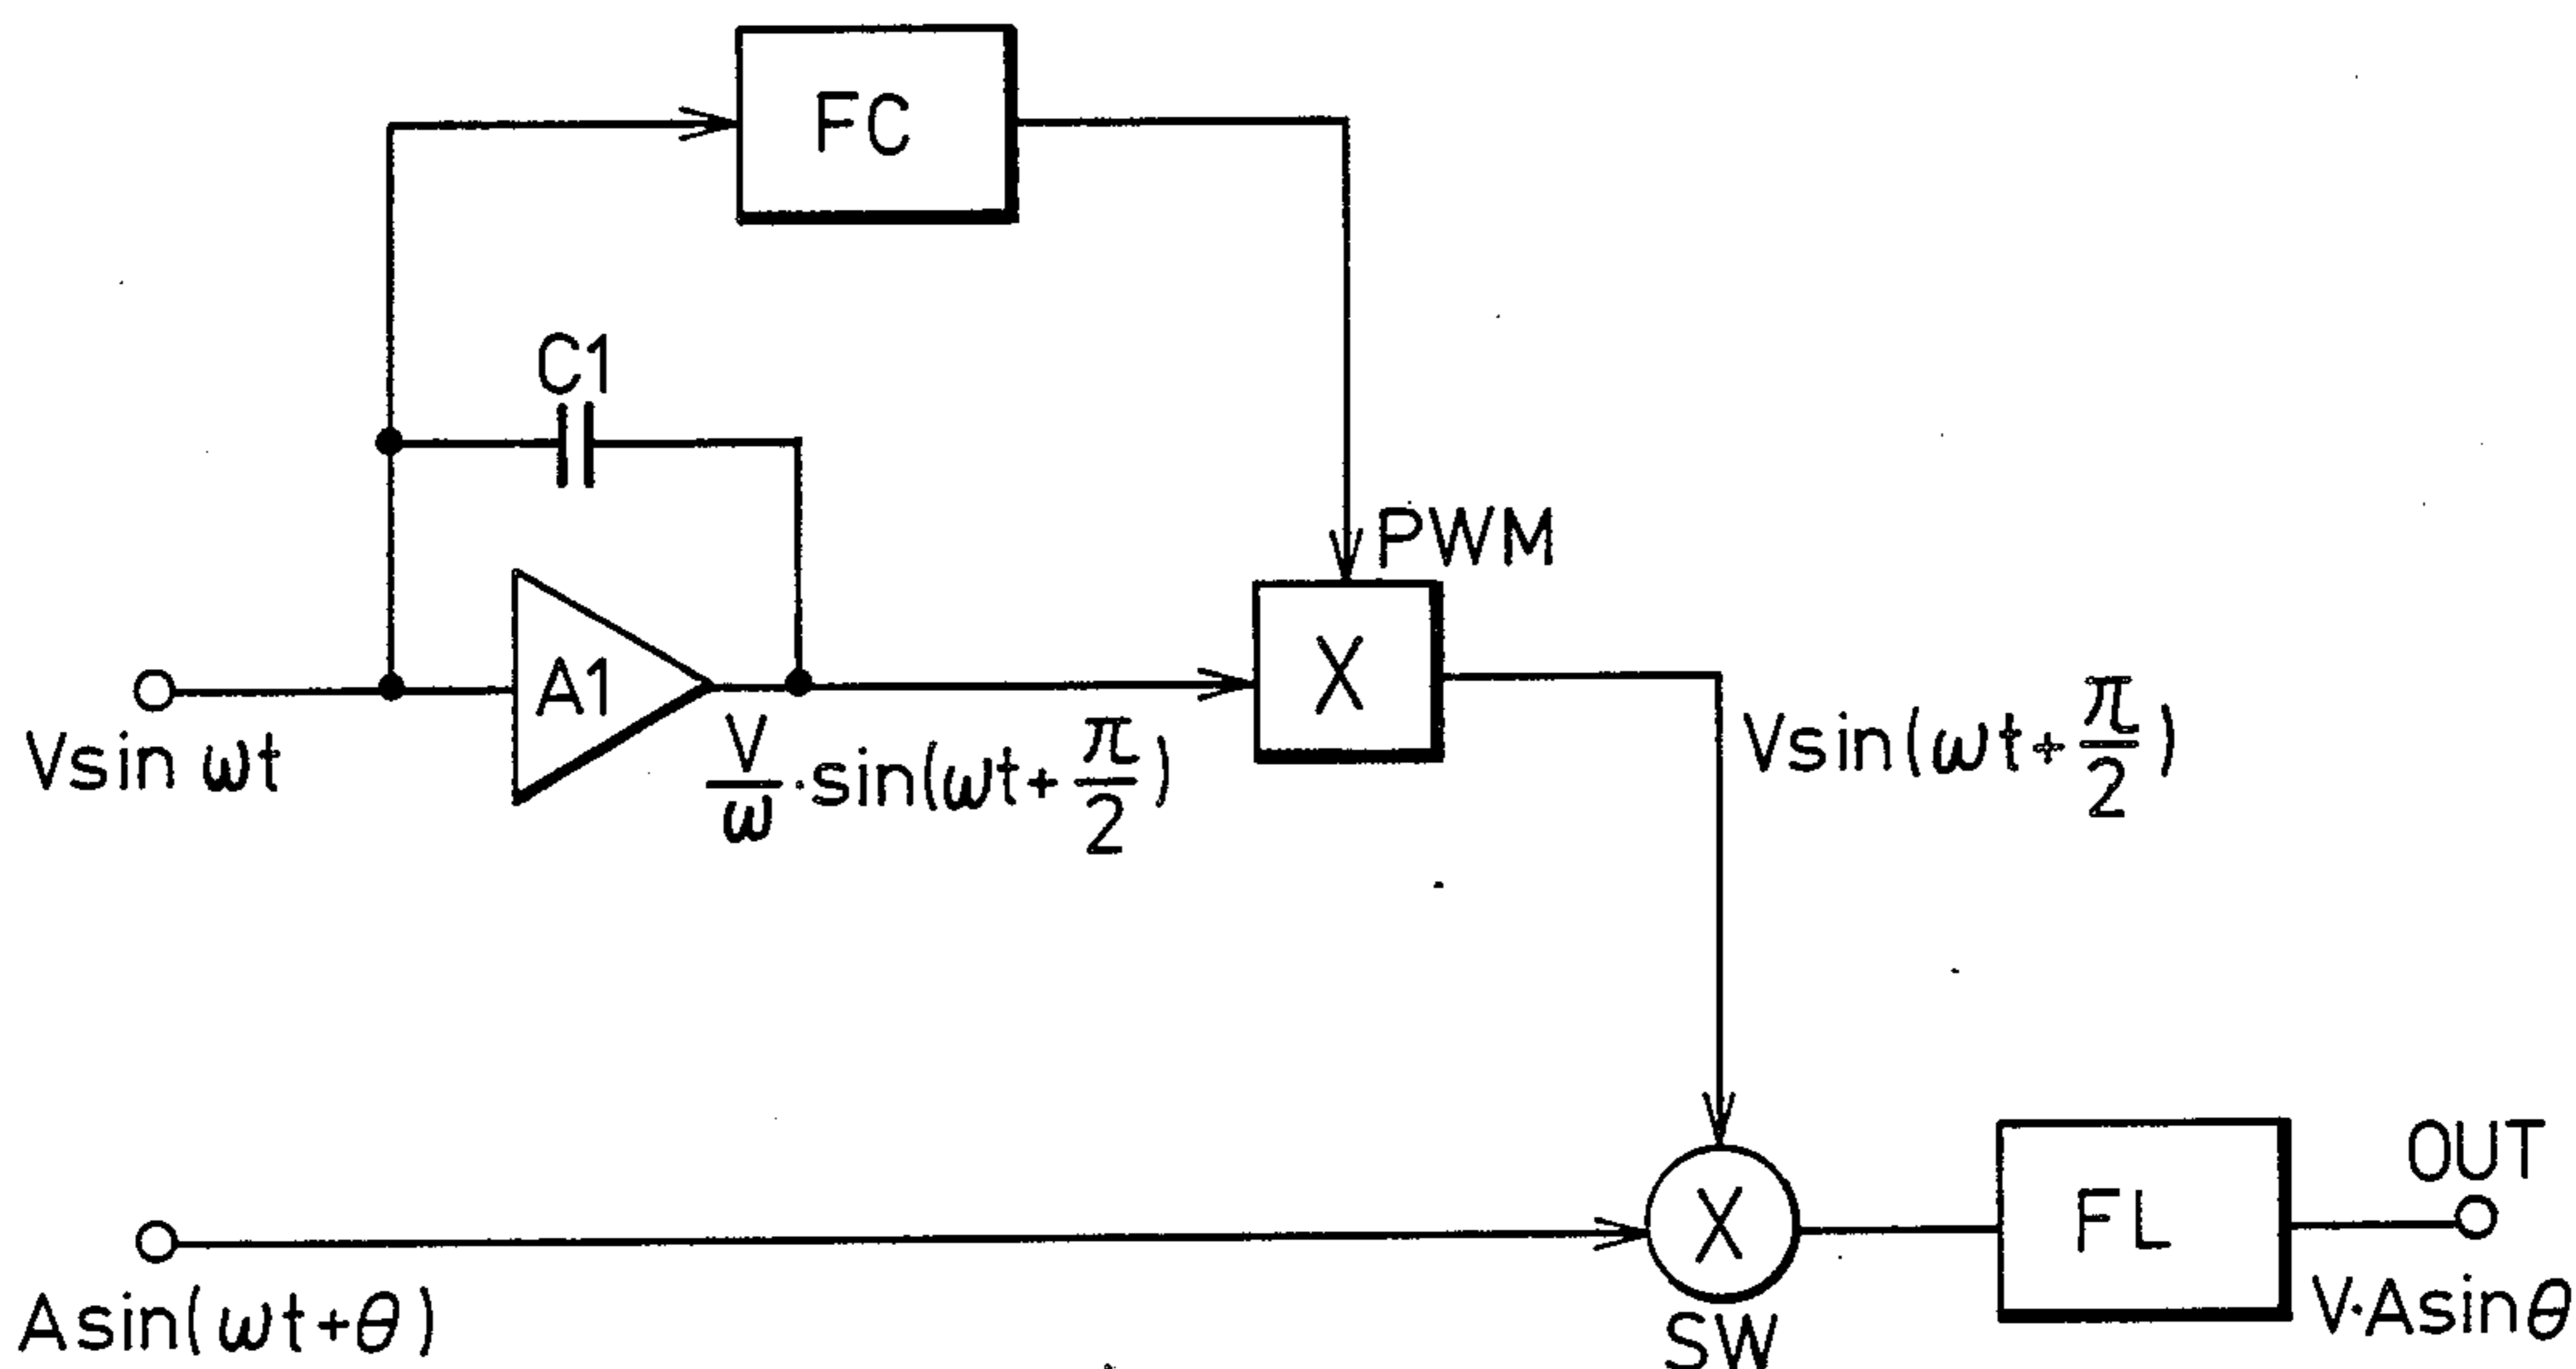 FC
C1
PWM
A1
X
Vsin ωt
V/ω·sin(ωt+π/2)
Vsin(ωt+π/2)
X
FL
OUT
Asin(ωt+θ)
SW
V·Asinθ